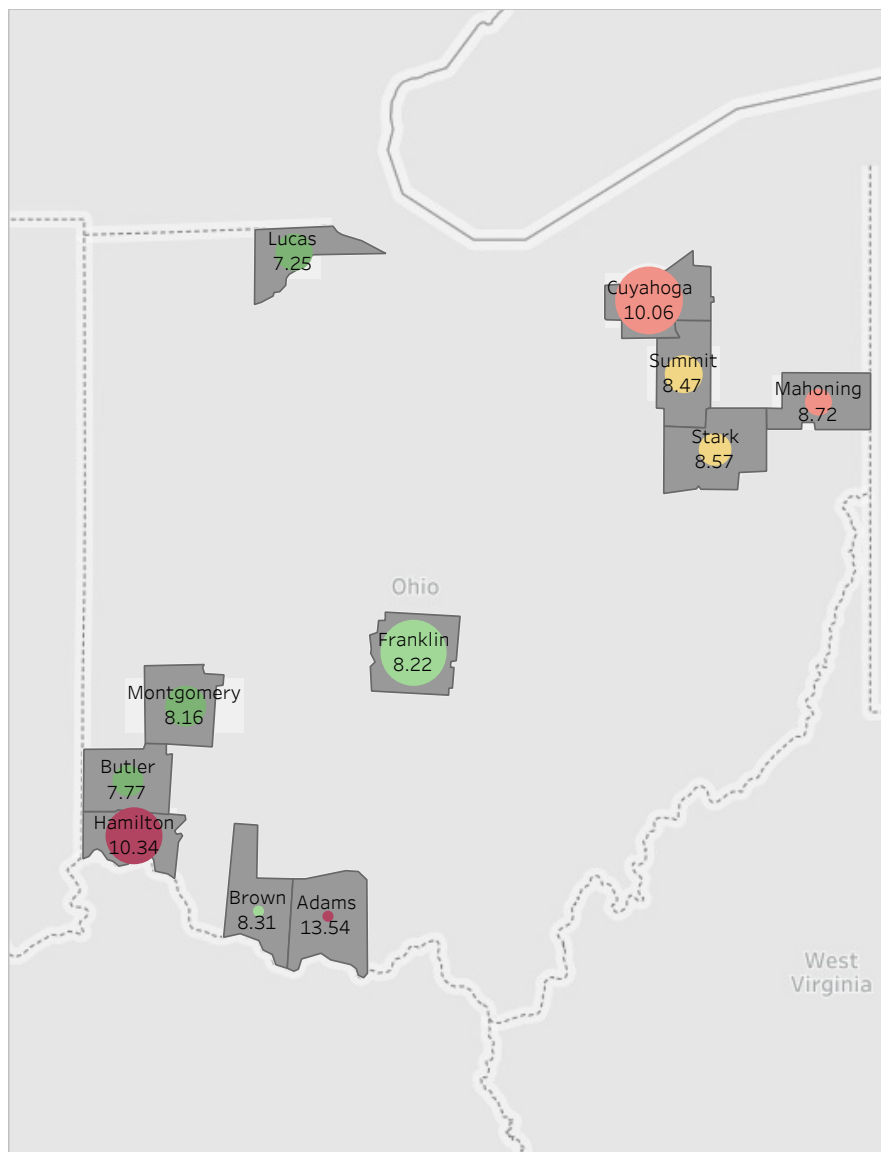 Lucas
7.25
Cuyahoga
10.06
Summit
8.47
Mahoning
8.72
Stark
8.57
Ohio
Franklin
8.22
Montgomery
8.16
Butler
7.77
Hamilton
10.34
Brown
8.31
Adams
13.54
West
Virginia